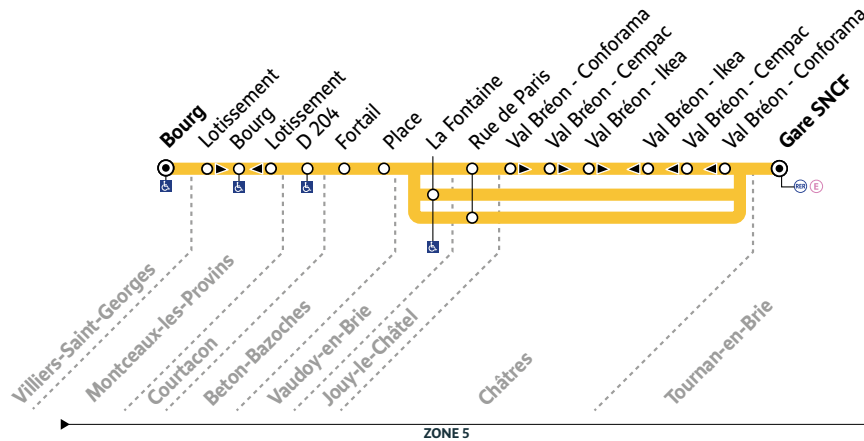 Bourg
Lotissement
Bourg
Lotissement
D 204
Fortail
Place
La Fontaine
Rue de Paris
Val Bréon - Conforama
Val Bréon - Cempac
Val Bréon - Ikea
Val Bréon - Ikea
Val Bréon - Cempac
Val Bréon - Conforama
Gare SNCF
RER E
Villiers-Saint-Georges
Montceaux-les-Provins
Courtacon
Beton-Bazoches
Vaudoy-en-Brie
Jouy-le-Châtel
Châtres
Tournan-en-Brie
ZONE 5